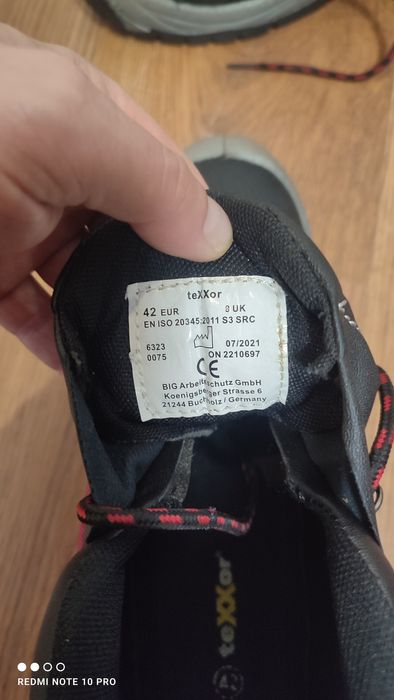 teXXor
42 EUR 8 UK
EN ISO 20345:2011 S3 SRC
6323 07/2021
0075 ON 2210697
CE
BIG Arbeitsschutz GmbH
Koenigsberger Strasse 6
21244 Buchholz / Germany
teXXor
REDMI NOTE 10 PRO